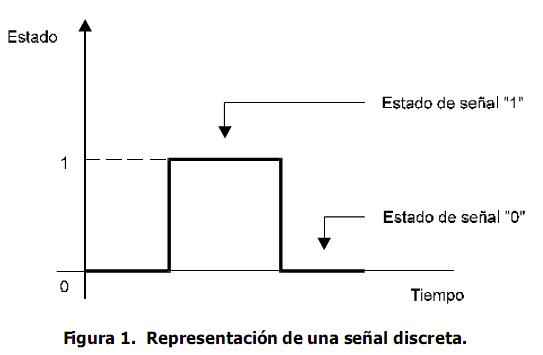 Estado
Estado de señal "1"
1
Estado de señal "0"
0
Tiempo
Figura 1. Representación de una señal discreta.